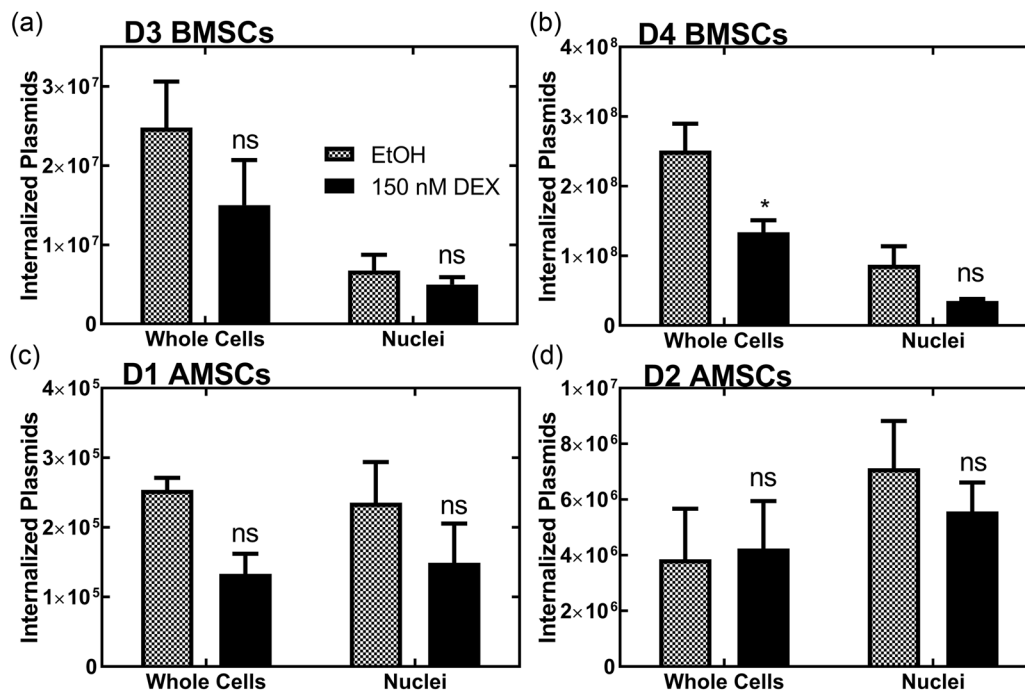 (a) D3 BMSCs
Internalized Plasmids
3×10⁷
2×10⁷
1×10⁷
0
ns
ns
EtOH
150 nM DEX
Whole Cells Nuclei
(b) D4 BMSCs
Internalized Plasmids
4×10⁸
3×10⁸
2×10⁸
1×10⁸
0
*
ns
Whole Cells Nuclei
(c) D1 AMSCs
Internalized Plasmids
4×10⁵
3×10⁵
2×10⁵
1×10⁵
0
ns
ns
Whole Cells Nuclei
(d) D2 AMSCs
Internalized Plasmids
1×10⁷
8×10⁶
6×10⁶
4×10⁶
2×10⁶
0
ns
ns
Whole Cells Nuclei